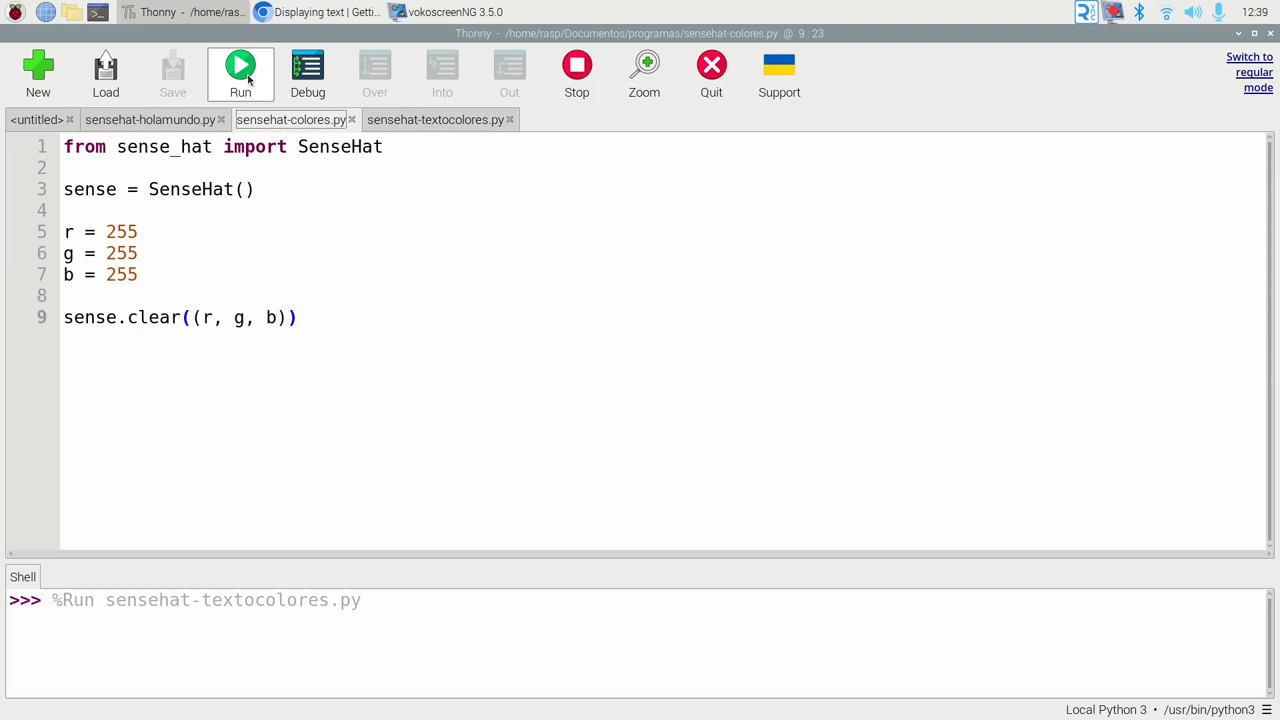 Thonny - /home/ras...
Displaying text | Getti...
vokoscreenNG 3.5.0
12:39
Thonny - /home/rasp/Documentos/programas/sensehat-colores.py @ 9 : 23
New
Load
Save
Run
Debug
Over
Into
Out
Stop
Zoom
Quit
Support
Switch to
regular
mode
<untitled>
sensehat-holamundo.py
sensehat-colores.py
sensehat-textocolores.py
1 from sense_hat import SenseHat
2
3 sense = SenseHat()
4
5 r = 255
6 g = 255
7 b = 255
8
9 sense.clear((r, g, b))
Shell
>>> %Run sensehat-textocolores.py
Local Python 3 • /usr/bin/python3 ☰